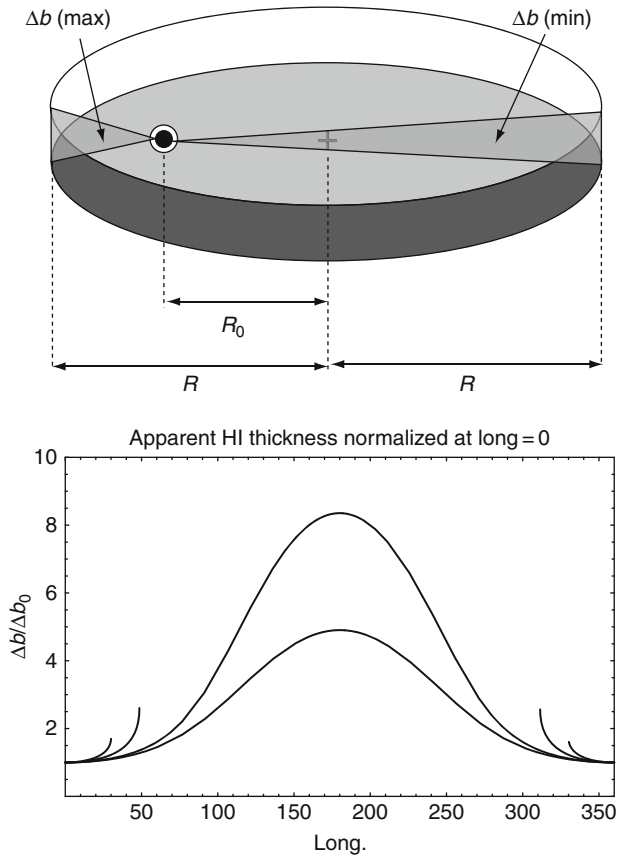 Δb (max)
Δb (min)
R₀
R
R
Apparent HI thickness normalized at long = 0
10
8
6
4
2
Δb/Δb₀
50
100
150
200
250
300
350
Long.